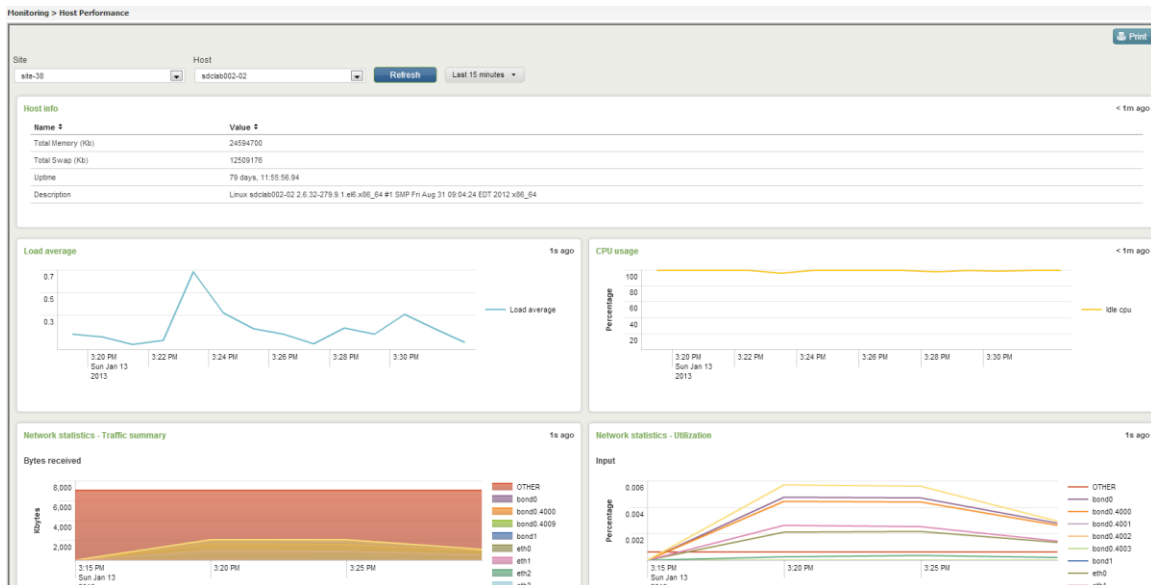 Monitoring > Host Performance
Print
Site
Host
site-38
sdclab002-02
Refresh
Last 15 minutes
Host info
< 1m ago
Name
Value
Total Memory (Kb)
24594700
Total Swap (Kb)
12509176
Uptime
79 days, 11:55:56.94
Description
Linux sdclab002-02 2.6.32-279.9.1.el6.x86_64 #1 SMP Fri Aug 31 09:04:24 EDT 2012 x86_64
Load average
1s ago
0.7
0.5
0.3
Load average
3:20 PM
3:22 PM
3:24 PM
3:26 PM
3:28 PM
3:30 PM
Sun Jan 13
2013
CPU usage
< 1m ago
Percentage
100
80
60
40
20
Idle cpu
3:20 PM
3:22 PM
3:24 PM
3:26 PM
3:28 PM
3:30 PM
Sun Jan 13
2013
Network statistics - Traffic summary
1s ago
Bytes received
Kbytes
8,000
6,000
4,000
2,000
OTHER
bond0
bond0.4000
bond0.4009
bond1
eth0
eth1
eth2
3:15 PM
3:20 PM
3:25 PM
Sun Jan 13
Network statistics - Utilization
1s ago
Input
Percentage
0.006
0.004
0.002
OTHER
bond0
bond0.4000
bond0.4001
bond0.4002
bond0.4003
bond1
eth0
3:15 PM
3:20 PM
3:25 PM
Sun Jan 13